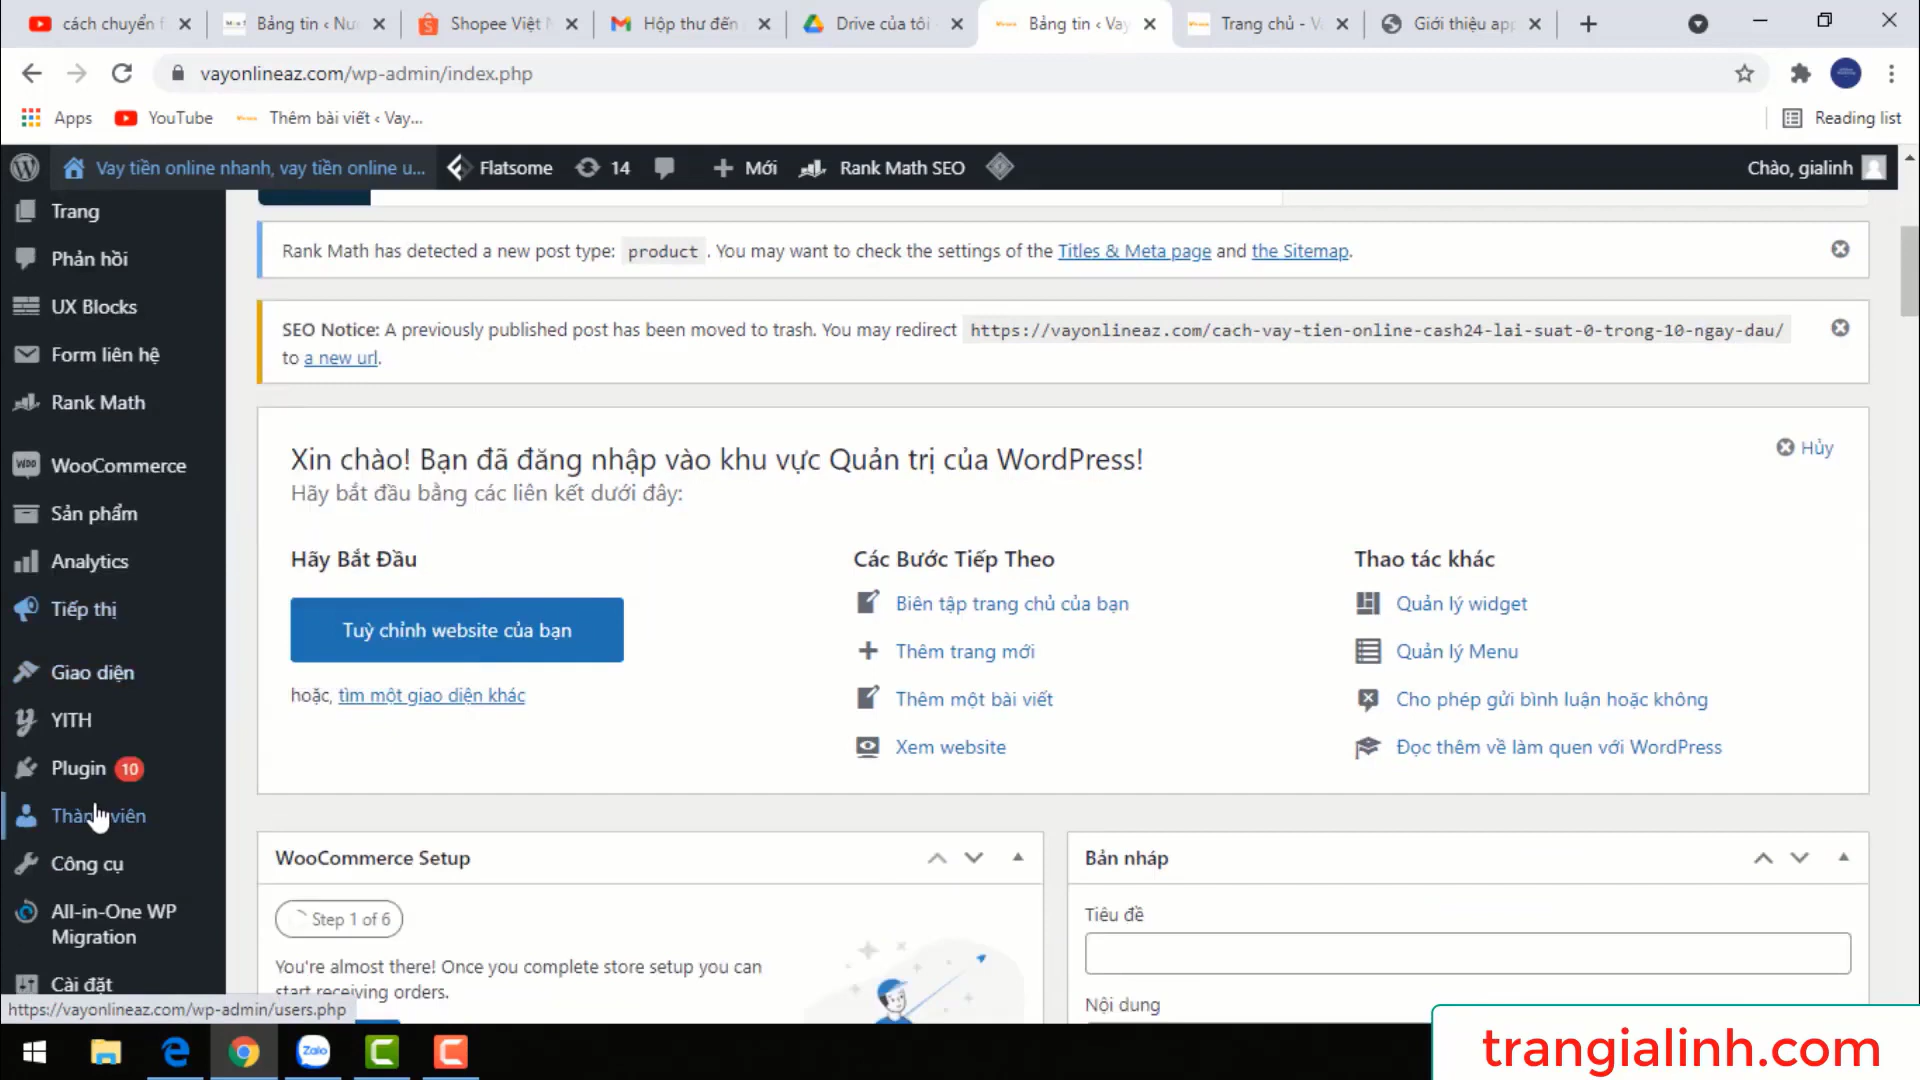 cách chuyển f
Bảng tin ‹ Nu
Shopee Việt N
Hộp thư đến
Drive của tôi
Bảng tin ‹ Vay
Trang chủ - V
Giới thiệu app
vayonlineaz.com/wp-admin/index.php
Apps
YouTube
Thêm bài viết ‹ Vay...
Reading list
Vay tiền online nhanh, vay tiền online u...
Flatsome
14
Mới
Rank Math SEO
Chào, gialinh
Trang
Phản hồi
UX Blocks
Form liên hệ
Rank Math
WooCommerce
Sản phẩm
Analytics
Tiếp thị
Giao diện
YITH
Plugin 10
Thành viên
Công cụ
All-in-One WP
Migration
Cài đặt
https://vayonlineaz.com/wp-admin/users.php
Rank Math has detected a new post type: product . You may want to check the settings of the Titles & Meta page and the Sitemap.
SEO Notice: A previously published post has been moved to trash. You may redirect https://vayonlineaz.com/cach-vay-tien-online-cash24-lai-suat-0-trong-10-ngay-dau/
to a new url.
Xin chào! Bạn đã đăng nhập vào khu vực Quản trị của WordPress!
Hủy
Hãy bắt đầu bằng các liên kết dưới đây:
Hãy Bắt Đầu
Tuỳ chỉnh website của bạn
hoặc, tìm một giao diện khác
Các Bước Tiếp Theo
Biên tập trang chủ của bạn
Thêm trang mới
Thêm một bài viết
Xem website
Thao tác khác
Quản lý widget
Quản lý Menu
Cho phép gửi bình luận hoặc không
Đọc thêm về làm quen với WordPress
WooCommerce Setup
Step 1 of 6
You're almost there! Once you complete store setup you can
start receiving orders.
Bản nháp
Tiêu đề
Nội dung
Zalo
trangialinh.com